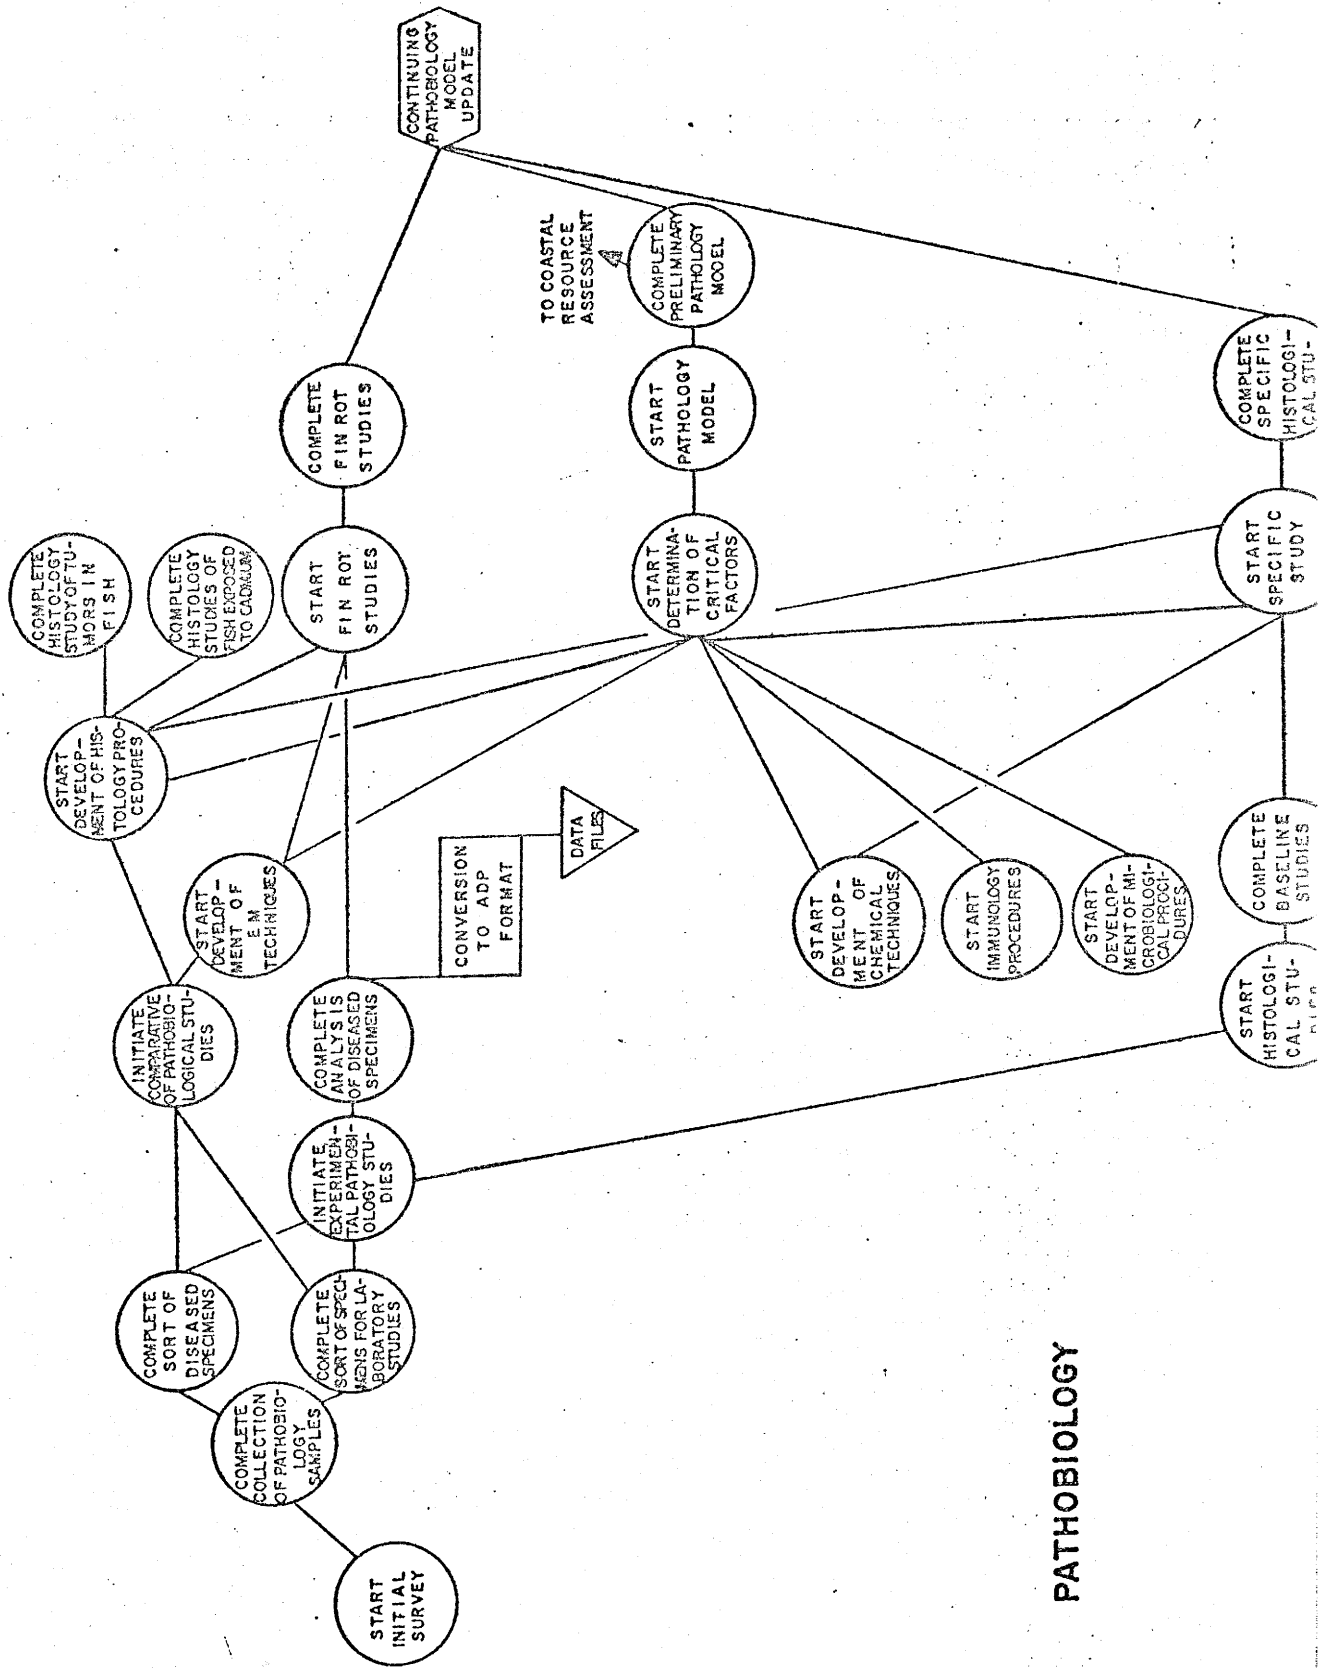 START
INITIAL
SURVEY
COMPLETE
COLLECTION
OF PATHOBIO-
LOGY
SAMPLES
COMPLETE
SORT OF
DISEASED
SPECIMENS
COMPLETE
SORT OF SPECI-
MENS FOR LA-
BORATORY
STUDIES
INITIATE
COMPARATIVE
OF PATHOBIO-
LOGICAL STU-
DIES
INITIATE
EXPERIMEN-
TAL PATHOBI-
OLOGY STU-
DIES
COMPLETE
ANALYSIS
OF DISEASED
SPECIMENS
START
DEVELOP-
MENT OF HIS-
TOLOGY PRO-
CEDURES
START
DEVELOP-
MENT OF
EM
TECHNIQUES
CONVERSION
TO ADP
FORMAT
DATA
FILES
COMPLETE
HISTOLOGY
STUDY OF TU-
MORS IN
FISH
COMPLETE
HISTOLOGY
STUDIES OF
FISH EXPOSED
TO CADMIUM
START
FIN ROT
STUDIES
COMPLETE
FIN ROT
STUDIES
START
DEVELOP-
MENT OF
CHEMICAL
TECHNIQUES
START
IMMUNOLOGY
PROCEDURES
START
DEVELOP-
MENT OF MI-
CROBIOLOGI-
CAL PROCI-
DURES
START
HISTOLOGI-
CAL STU-
COMPLETE
BASELINE
STUDIES
START
DETERMINA-
TION OF
CRITICAL
FACTORS
START
PATHOLOGY
MODEL
COMPLETE
PRELIMINARY
PATHOLOGY
MODEL
TO COASTAL
RESOURCE
ASSESSMENT
START
SPECIFIC
STUDY
COMPLETE
SPECIFIC
HISTOLOGI-
CAL STU-
CONTINUING
PATHOBIOLOGY
MODEL
UPDATE
PATHOBIOLOGY